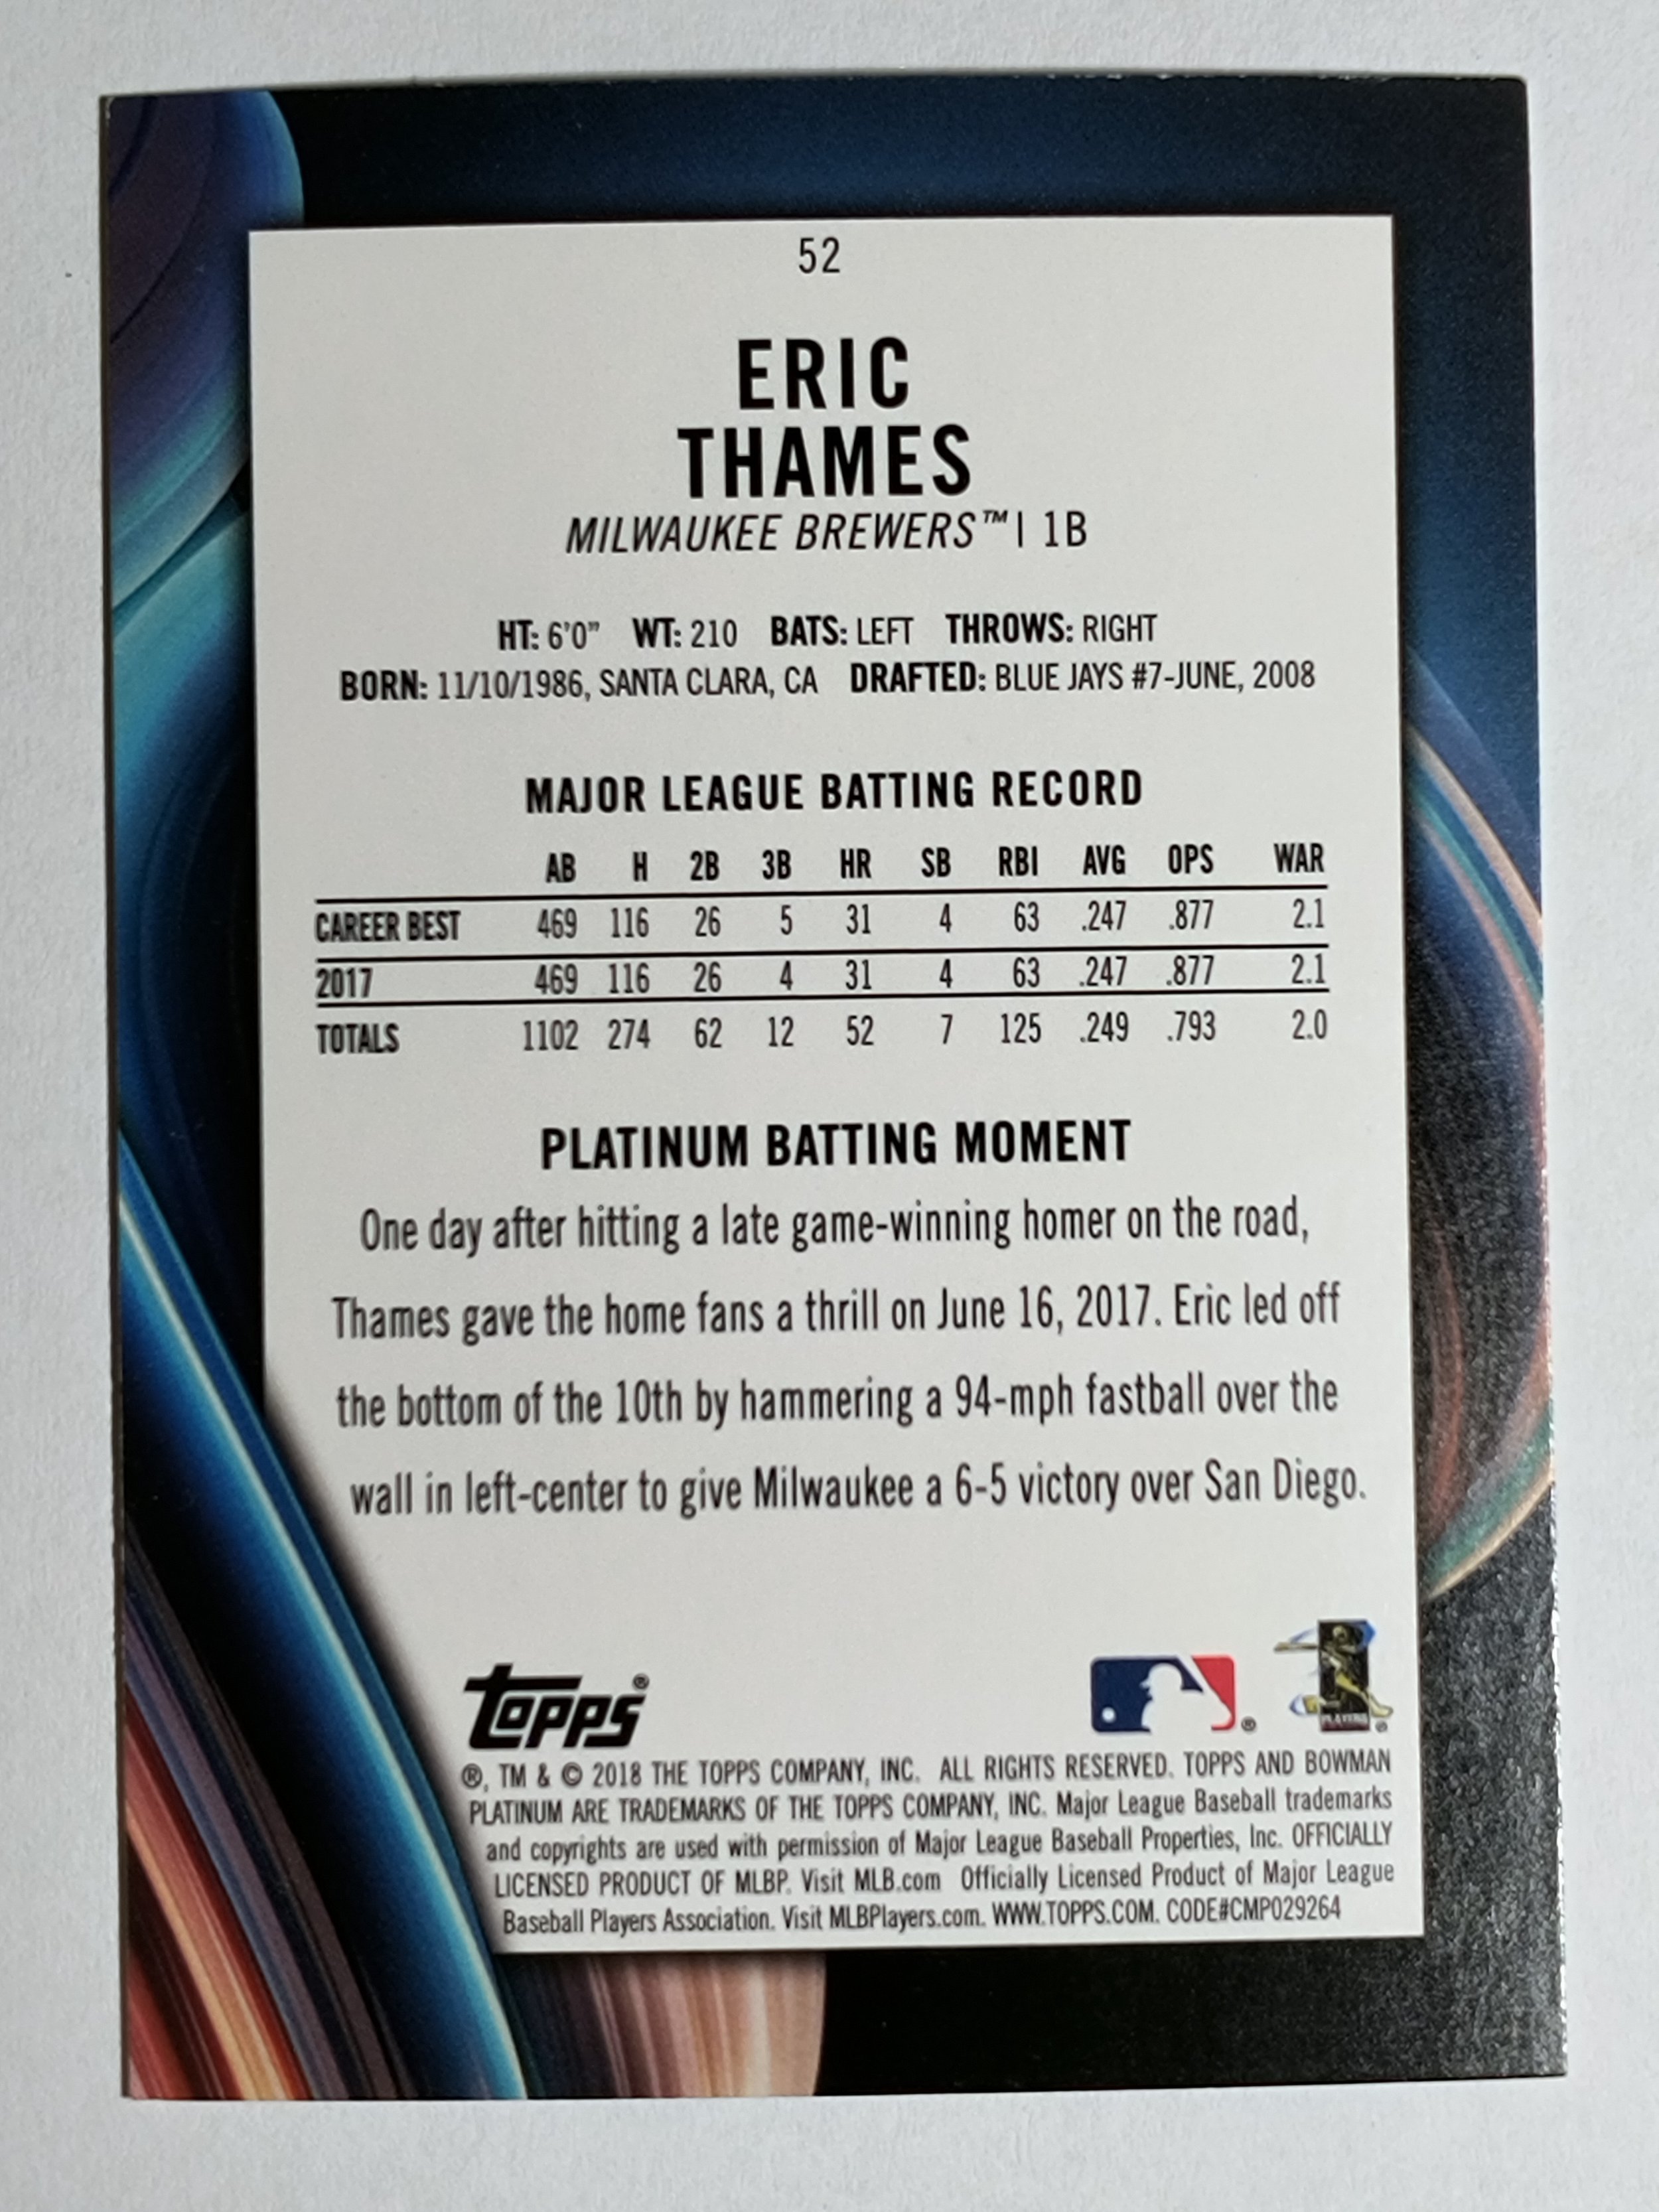 52
ERIC
THAMES
MILWAUKEE BREWERS™ | 1B
HT: 6'0" WT: 210 BATS: LEFT THROWS: RIGHT
BORN: 11/10/1986, SANTA CLARA, CA DRAFTED: BLUE JAYS #7-JUNE, 2008
MAJOR LEAGUE BATTING RECORD
AB H 2B 3B HR SB RBI AVG OPS WAR
CAREER BEST 469 116 26 5 31 4 63 .247 .877 2.1
2017 469 116 26 4 31 4 63 .247 .877 2.1
TOTALS 1102 274 62 12 52 7 125 .249 .793 2.0
PLATINUM BATTING MOMENT
One day after hitting a late game-winning homer on the road,
Thames gave the home fans a thrill on June 16, 2017. Eric led off
the bottom of the 10th by hammering a 94-mph fastball over the
wall in left-center to give Milwaukee a 6-5 victory over San Diego.
topps®
PLAYERS
®, TM & © 2018 THE TOPPS COMPANY, INC. ALL RIGHTS RESERVED. TOPPS AND BOWMAN
PLATINUM ARE TRADEMARKS OF THE TOPPS COMPANY, INC. Major League Baseball trademarks
and copyrights are used with permission of Major League Baseball Properties, Inc. OFFICIALLY
LICENSED PRODUCT OF MLBP. Visit MLB.com Officially Licensed Product of Major League
Baseball Players Association. Visit MLBPlayers.com. WWW.TOPPS.COM. CODE#CMP029264